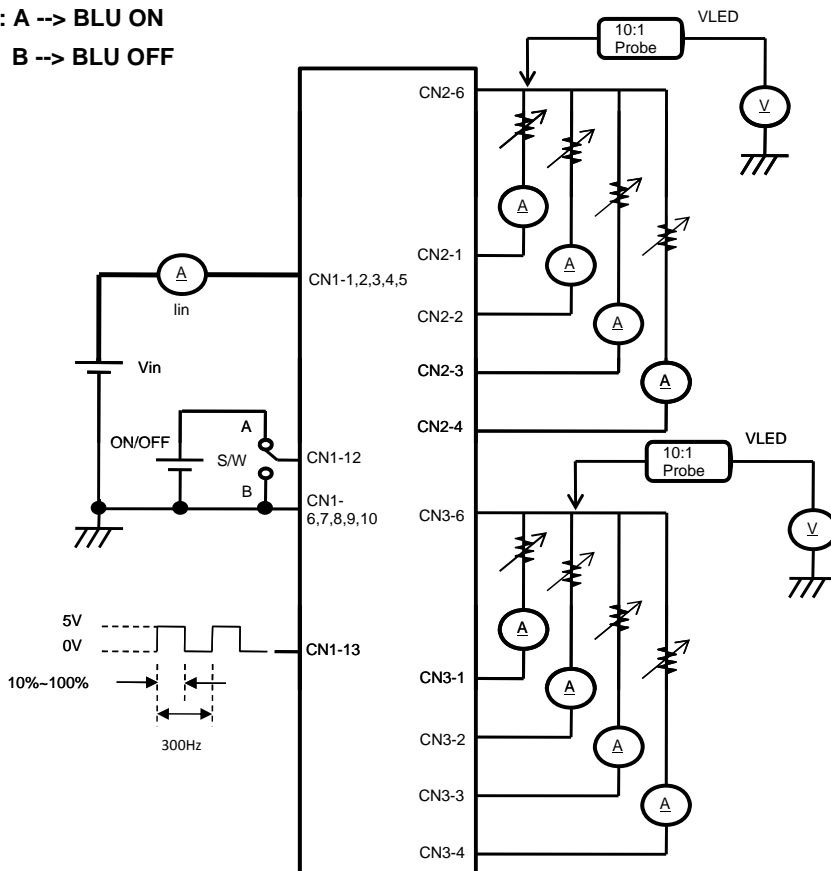 : A --> BLU ON
B --> BLU OFF
10:1
Probe
VLED
V
CN2-6
A
CN2-1
A
CN2-2
A
CN2-3
A
CN2-4
A
Iin
CN1-1,2,3,4,5
Vin
ON/OFF
A
S/W
B
CN1-12
CN1-
6,7,8,9,10
10:1
Probe
VLED
V
CN3-6
A
CN3-1
A
CN3-2
A
CN3-3
A
CN3-4
5V
0V
CN1-13
10%~100%
300Hz